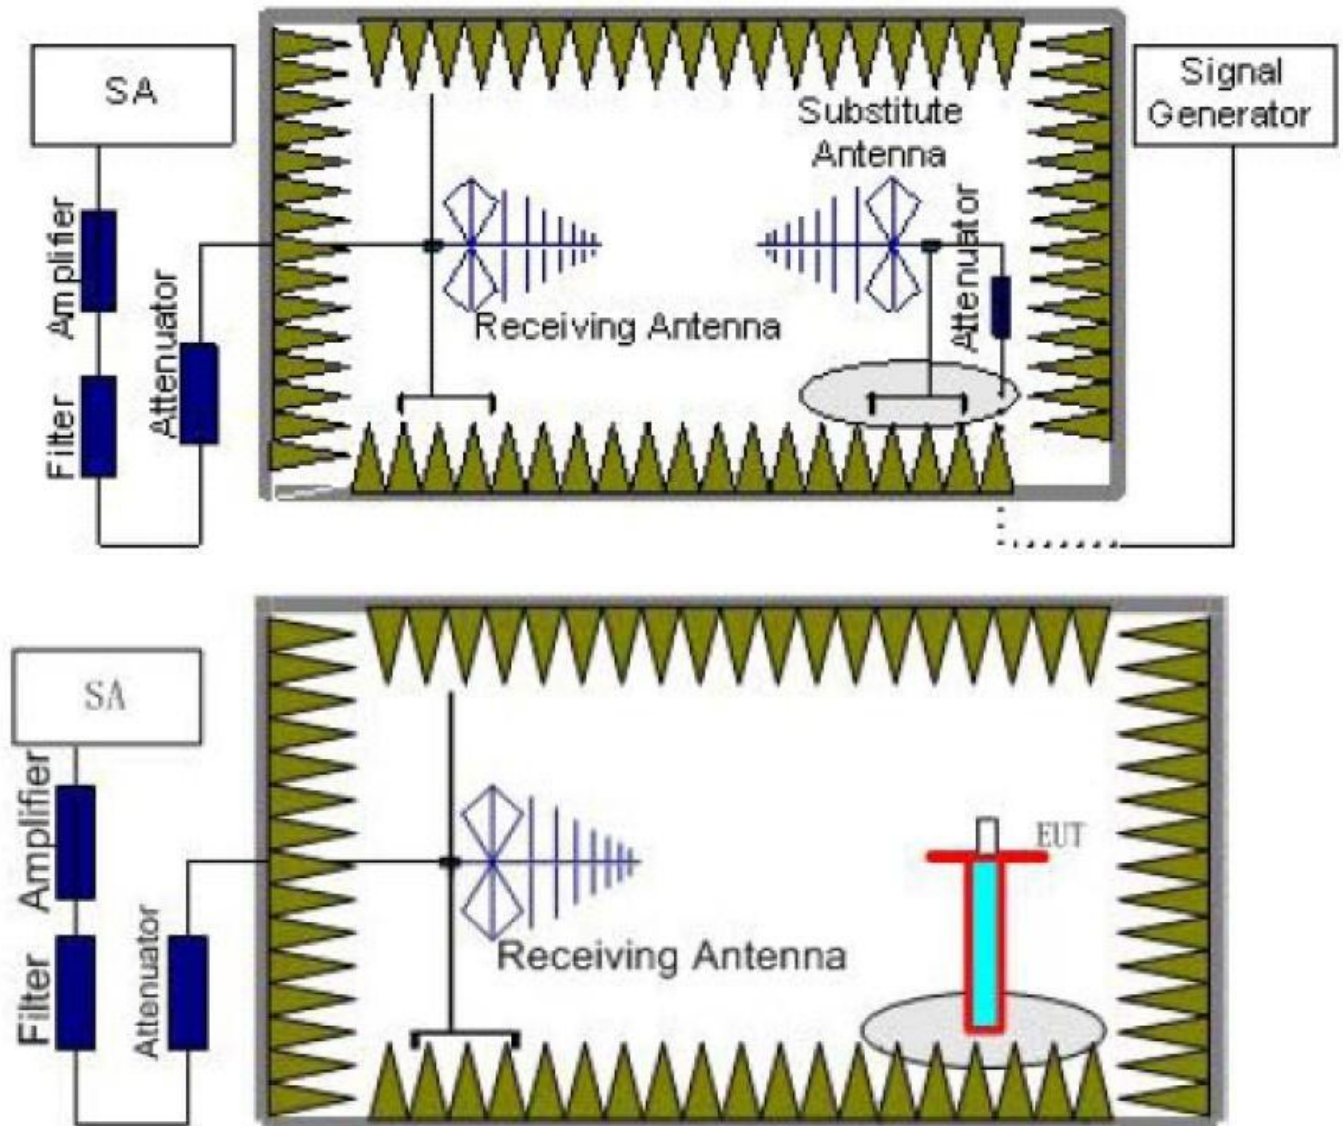 SA
Signal
Generator
Substitute
Antenna
Amplifier
Attenuator
Attenuator
Receiving Antenna
Filter
SA
Amplifier
EUT
Receiving Antenna
Filter
Attenuator